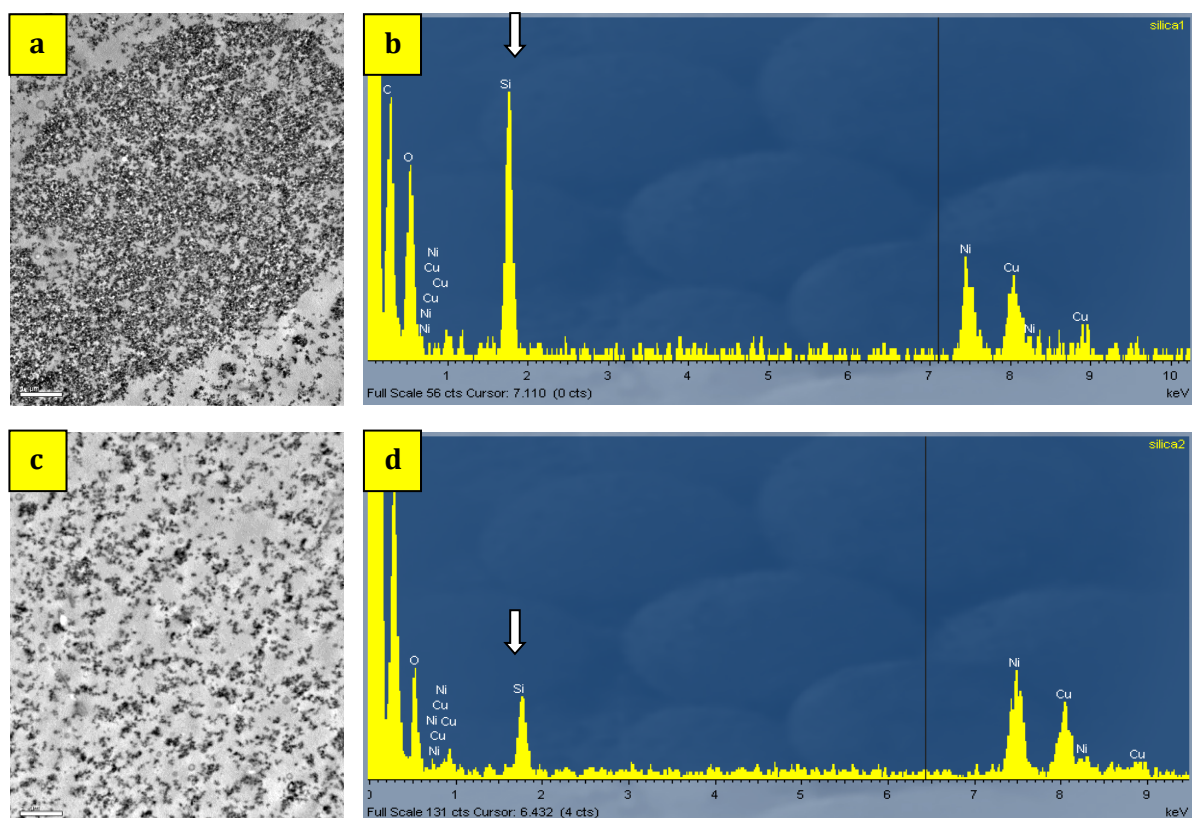 a
b
silica1
C
Si
O
Ni
Cu
Cu
Cu
Ni
Ni
Ni
Cu
Ni
Cu
1 2 3 4 5 6 7 8 9 10
Full Scale 56 cts Cursor: 7.110 (0 cts)
keV
c
d
silica2
O
Si
Ni
Cu
Ni Cu
Cu
Ni
Ni
Cu
Ni
Cu
0 1 2 3 4 5 6 7 8 9
Full Scale 131 cts Cursor: 6.432 (4 cts)
keV